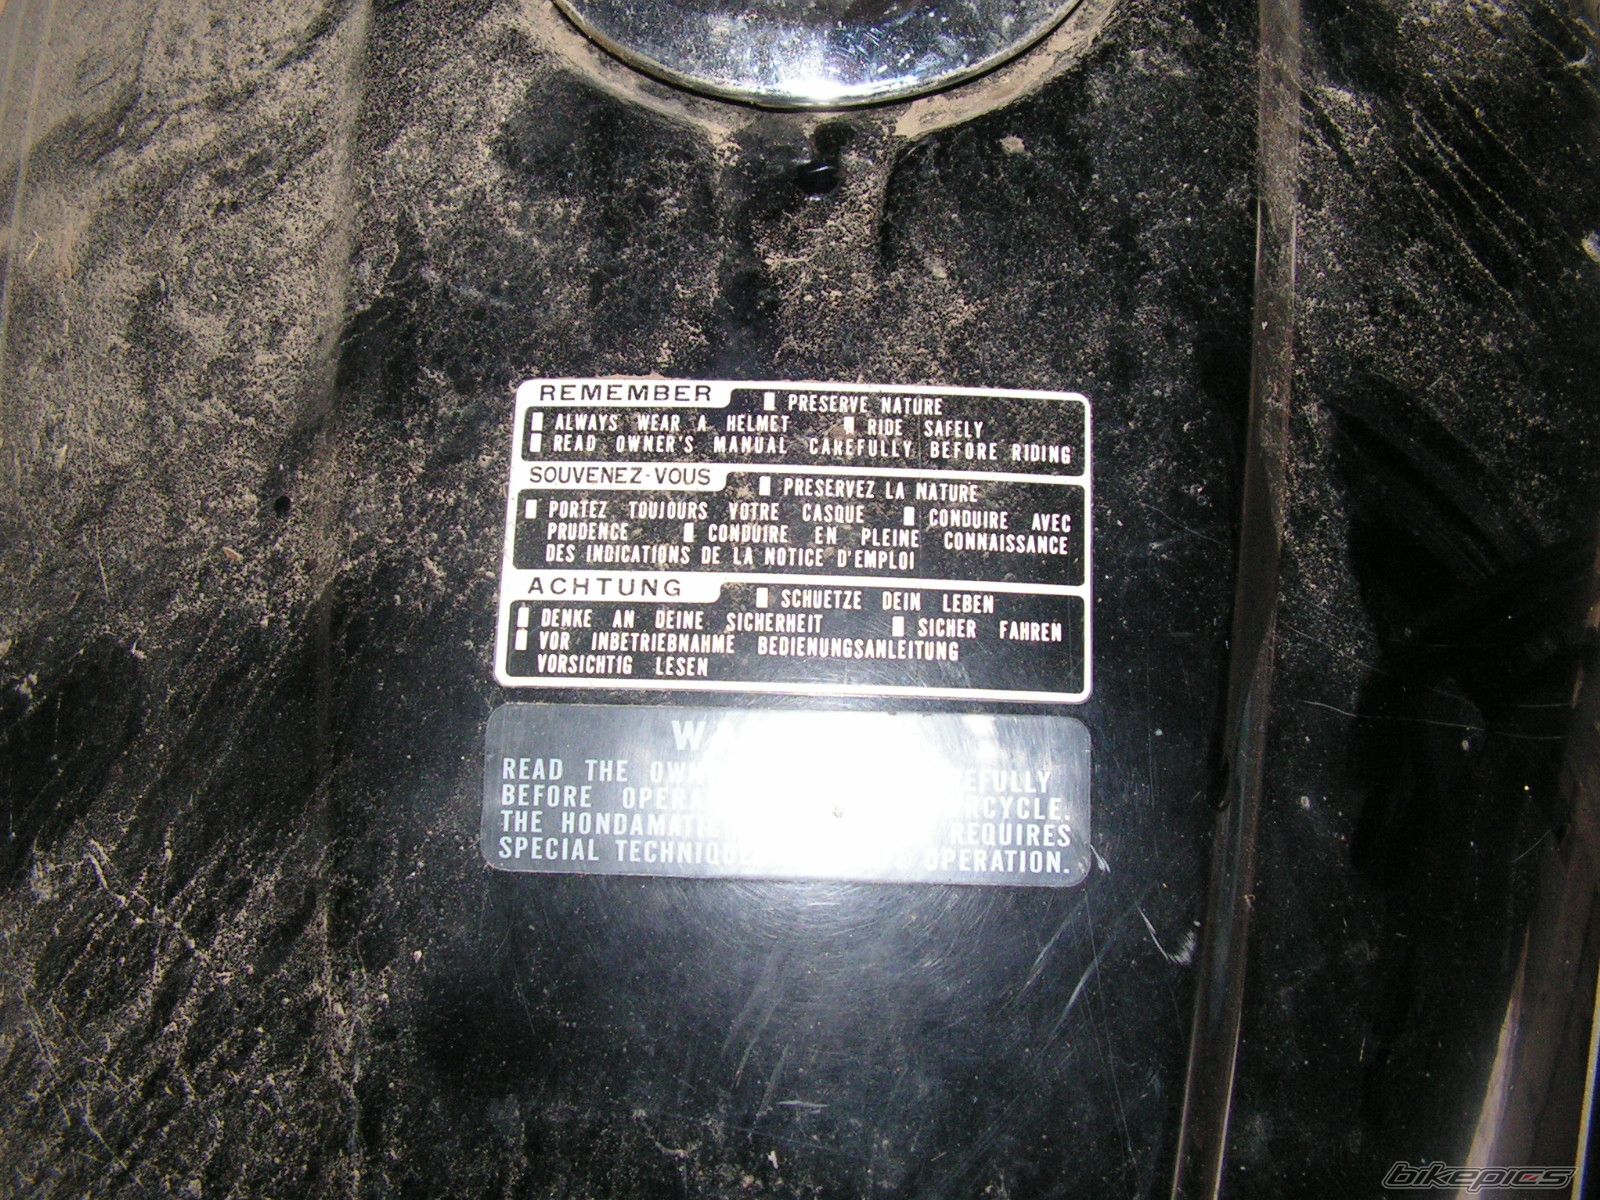 REMEMBER
PRESERVE NATURE
ALWAYS WEAR A HELMET RIDE SAFELY
READ OWNER'S MANUAL CAREFULLY BEFORE RIDING
SOUVENEZ-VOUS
PRESERVEZ LA NATURE
PORTEZ TOUJOURS VOTRE CASQUE CONDUIRE AVEC
PRUDENCE CONDUIRE EN PLEINE CONNAISSANCE
DES INDICATIONS DE LA NOTICE D'EMPLOI
ACHTUNG
SCHUETZE DEIN LEBEN
DENKE AN DEINE SICHERHEIT SICHER FAHREN
VOR INBETRIEBNAHME BEDIENUNGSANLEITUNG
VORSICHTIG LESEN
READ THE
BEFORE
THE REQUIRES
SPECIAL OPERATION.
bikepics